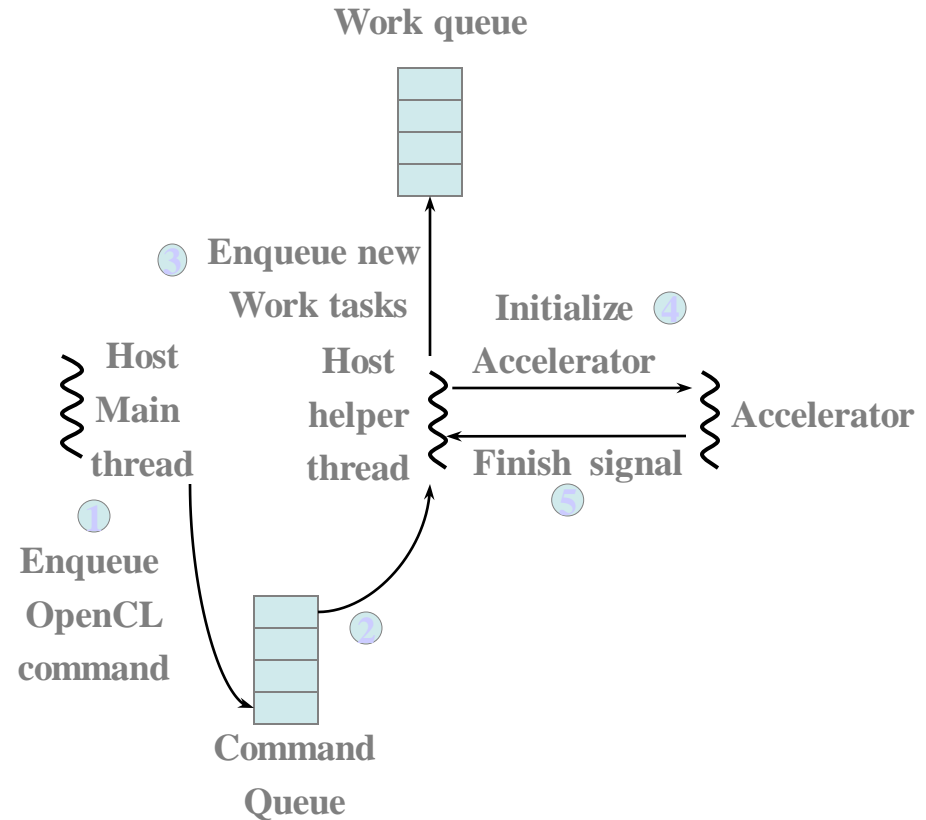 Work queue
3 Enqueue new
Work tasks
Initialize 4
Accelerator
Host
Main
thread
Host
helper
thread
Accelerator
Finish signal
5
1
Enqueue
OpenCL
command
2
Command
Queue